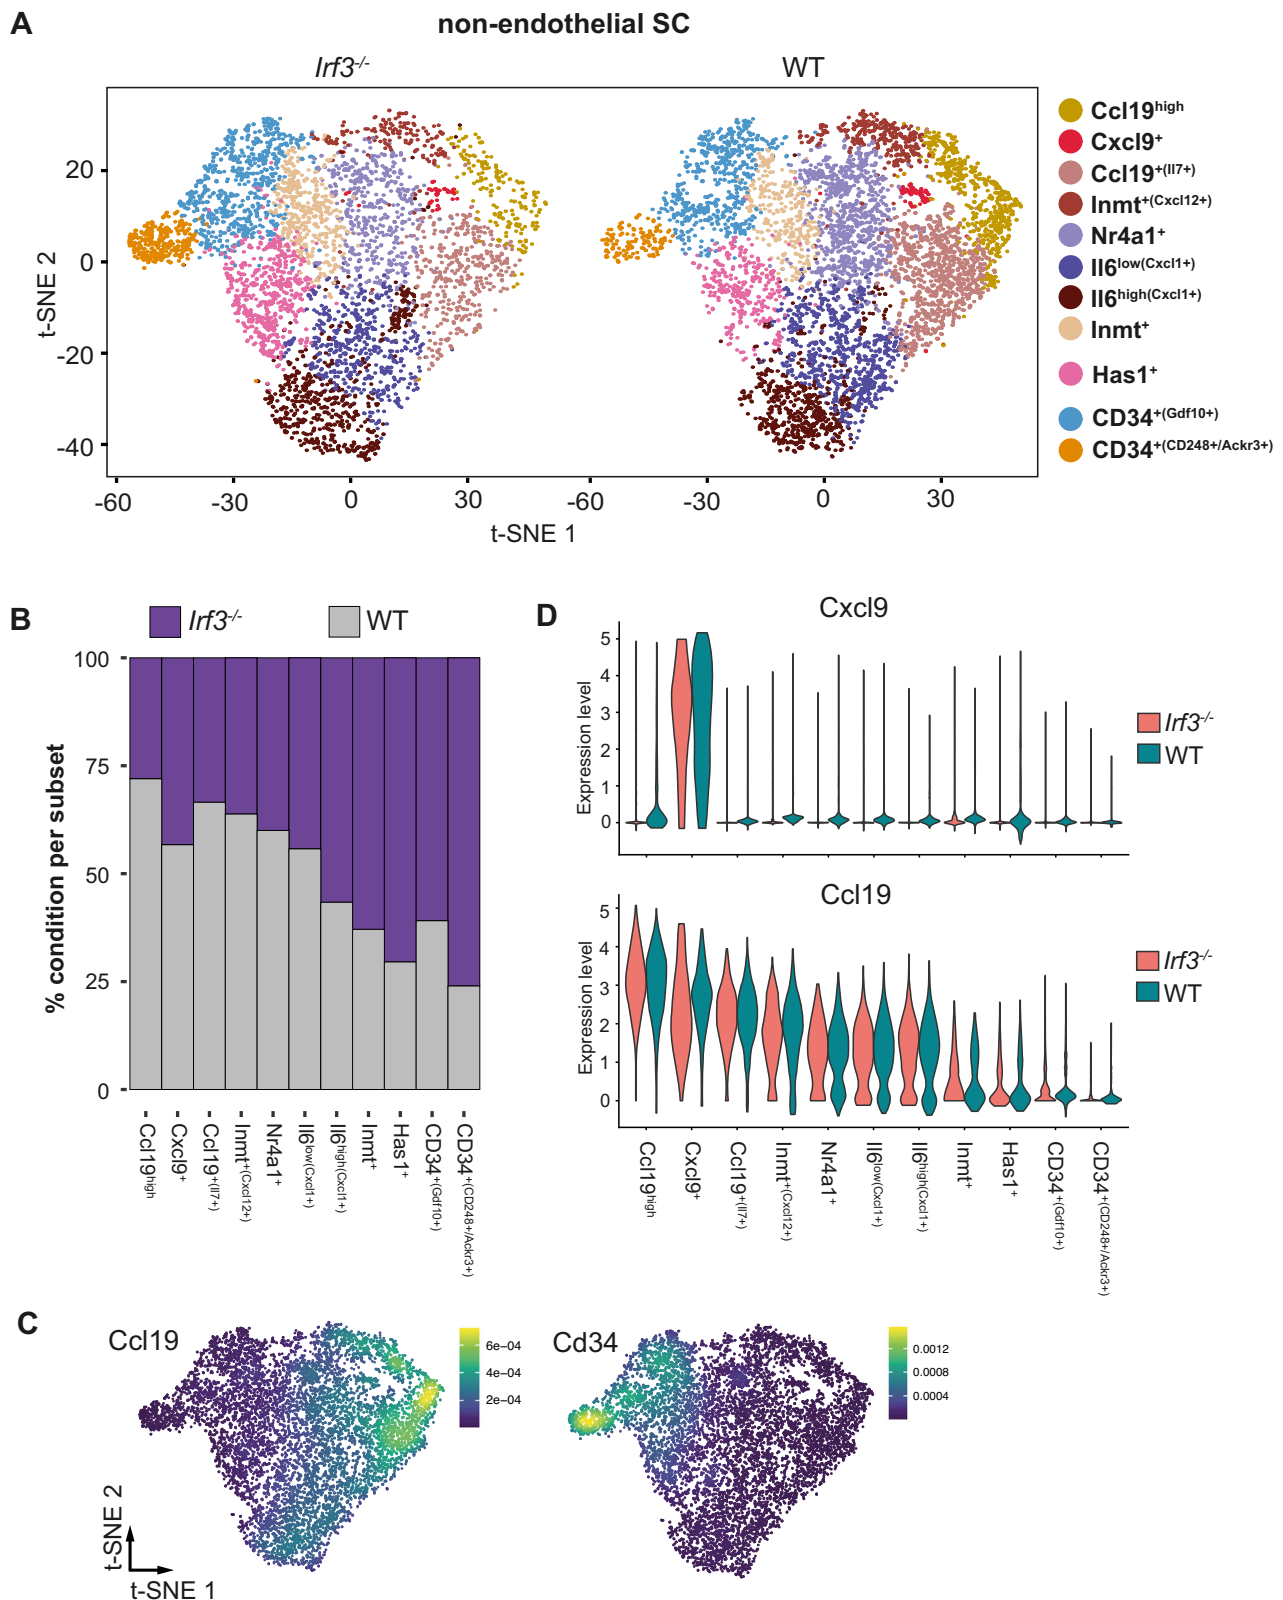 A
non-endothelial SC
Irf3-/-
WT
t-SNE 2
20
0
-20
-40
-60
-30
0
30
-60
-30
0
30
t-SNE 1
Ccl19high
Cxcl9+
Ccl19+(Il7+)
Inmt+(Cxcl12+)
Nr4a1+
Il6low(Cxcl1+)
Il6high(Cxcl1+)
Inmt+
Has1+
CD34+(Gdf10+)
CD34+(CD248+/Ackr3+)
B
Irf3-/-
WT
% condition per subset
100
75
50
25
0
Ccl19high
Cxcl9+
Ccl19+(Il7+)
Inmt+(Cxcl12+)
Nr4a1+
Il6low(Cxcl1+)
Il6high(Cxcl1+)
Inmt+
Has1+
CD34+(Gdf10+)
CD34+(CD248+/Ackr3+)
D
Cxcl9
Expression level
5
4
3
2
1
0
Irf3-/-
WT
Ccl19
Expression level
5
4
3
2
1
0
Irf3-/-
WT
Ccl19high
Cxcl9+
Ccl19+(Il7+)
Inmt+(Cxcl12+)
Nr4a1+
Il6low(Cxcl1+)
Il6high(Cxcl1+)
Inmt+
Has1+
CD34+(Gdf10+)
CD34+(CD248+/Ackr3+)
C
Ccl19
6e−04
4e−04
2e−04
Cd34
0.0012
0.0008
0.0004
t-SNE 2
t-SNE 1